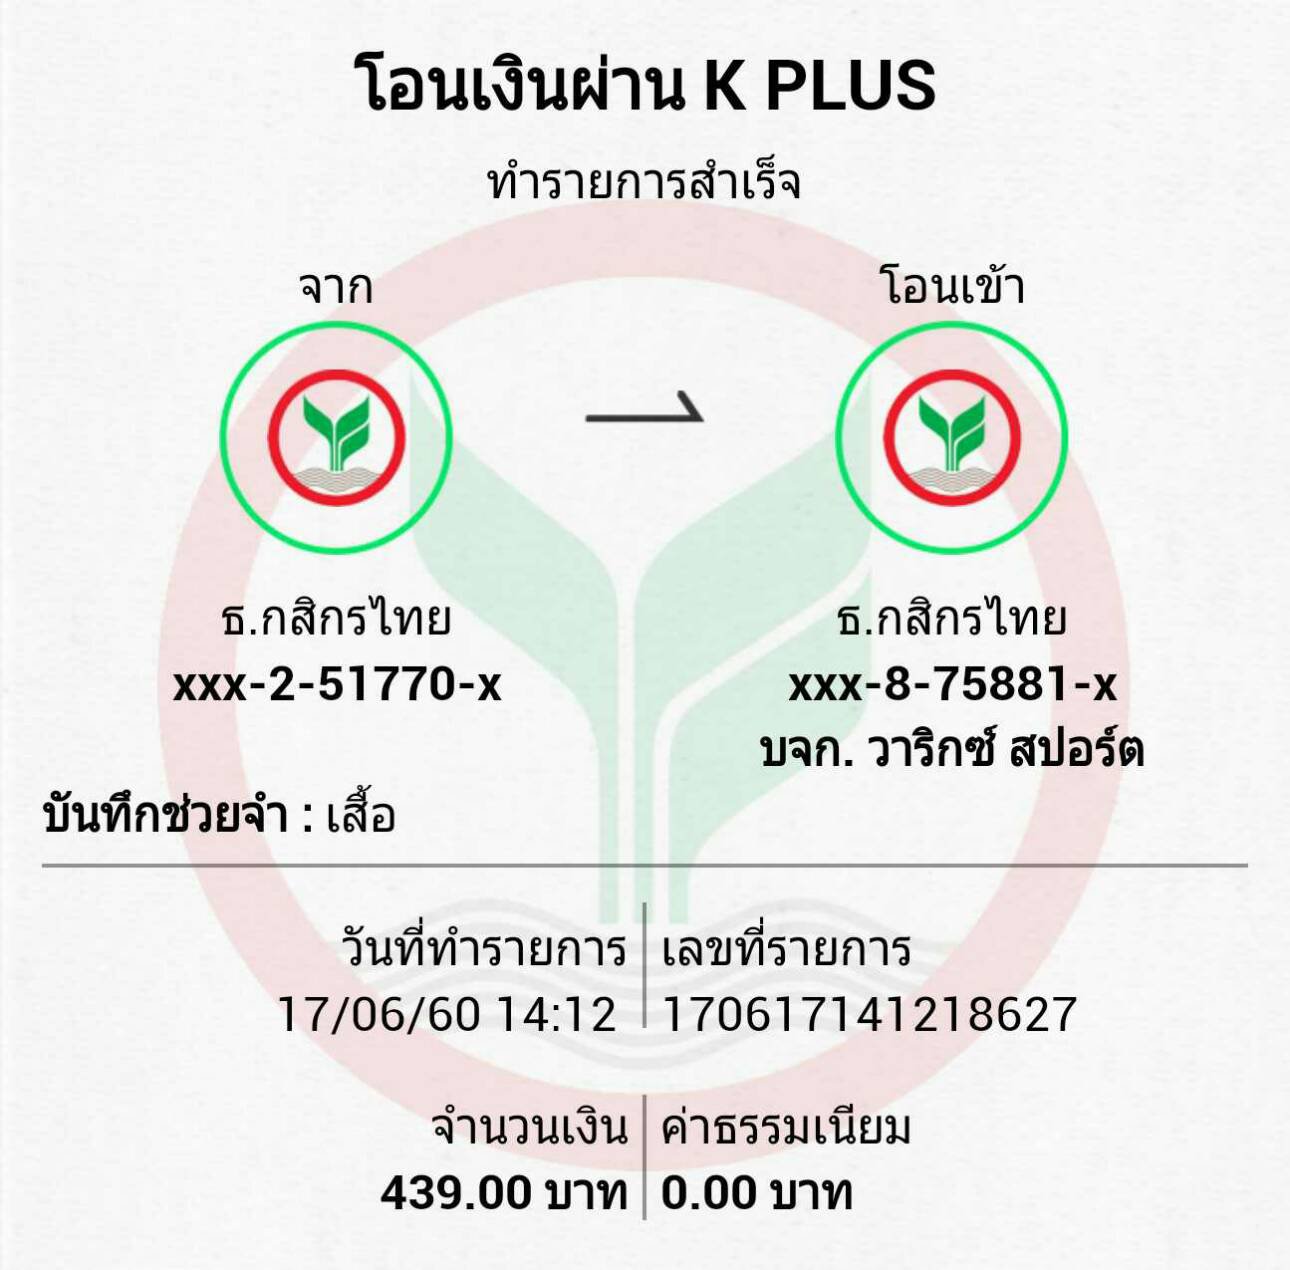 โอนเงินผ่าน K PLUS
ทำรายการสำเร็จ
จาก
โอนเข้า
ธ.กสิกรไทย
xxx-2-51770-x
ธ.กสิกรไทย
xxx-8-75881-x
บจก. วาริกซ์ สปอร์ต
บันทึกช่วยจำ : เสื้อ
วันที่ทำรายการ
17/06/60 14:12
เลขที่รายการ
170617141218627
จำนวนเงิน
439.00 บาท
ค่าธรรมเนียม
0.00 บาท